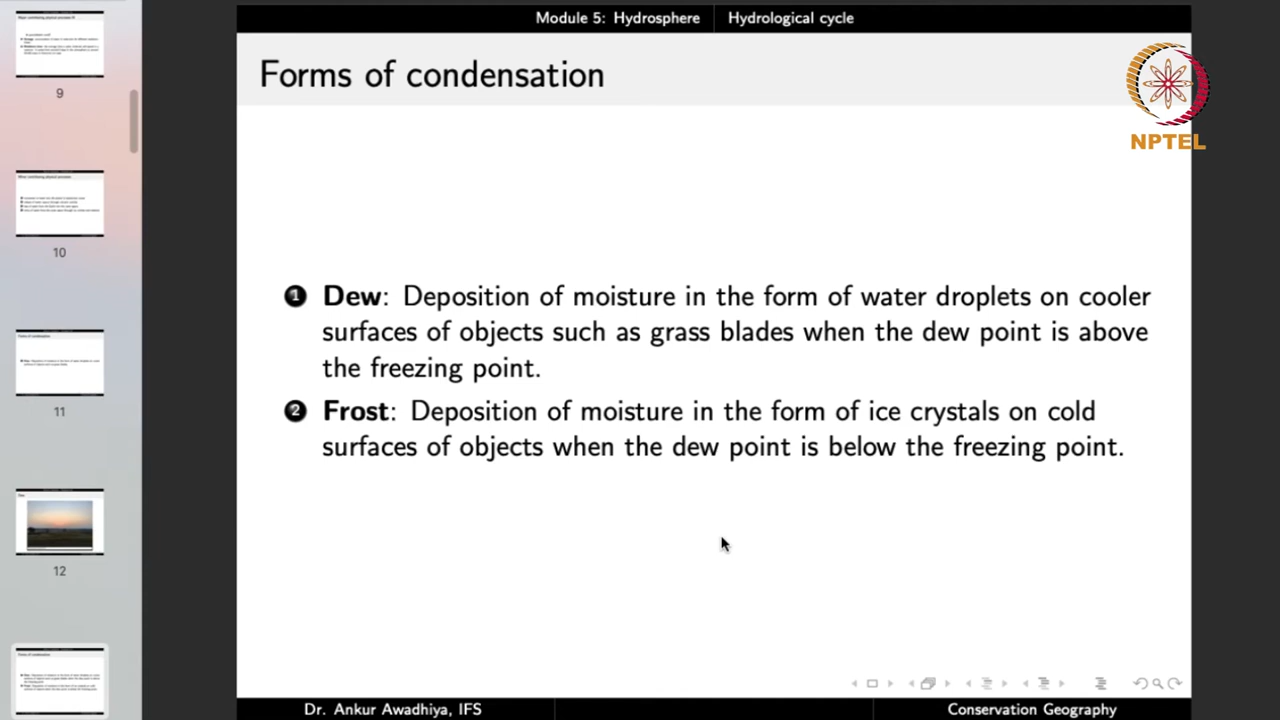 Module 5: Hydrosphere Hydrological cycle
Forms of condensation
NPTEL
1 Dew: Deposition of moisture in the form of water droplets on cooler
surfaces of objects such as grass blades when the dew point is above
the freezing point.
2 Frost: Deposition of moisture in the form of ice crystals on cold
surfaces of objects when the dew point is below the freezing point.
9
10
11
12
Dr. Ankur Awadhiya, IFS Conservation Geography